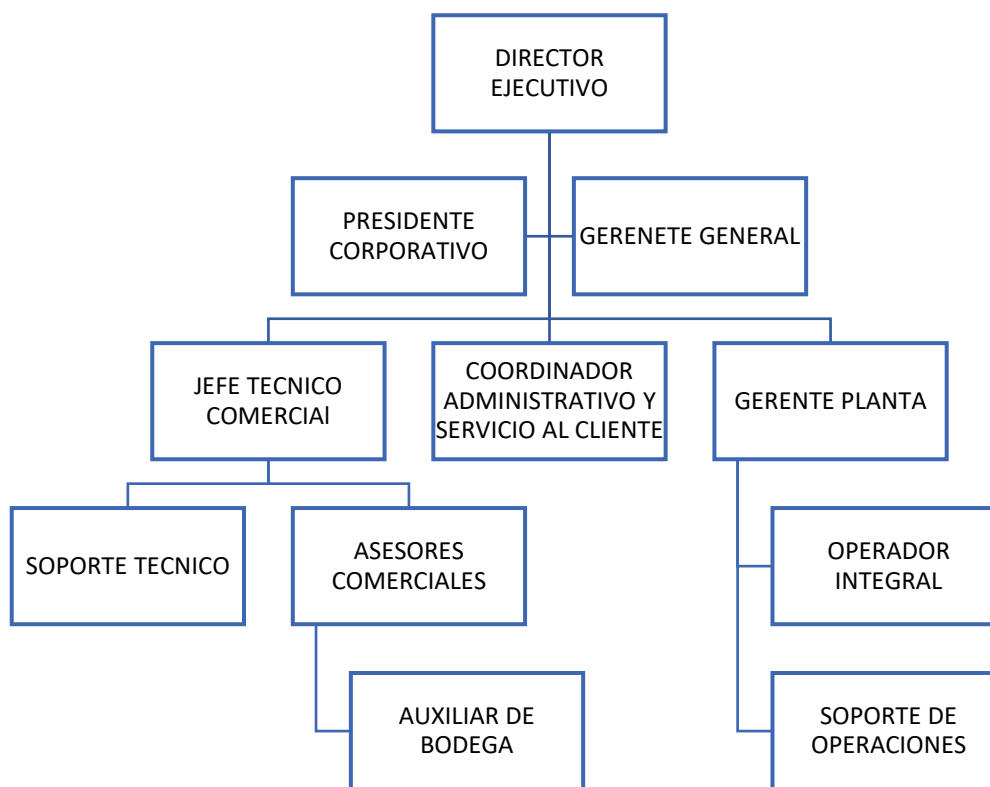 DIRECTOR
EJECUTIVO
PRESIDENTE
CORPORATIVO
GERENETE GENERAL
JEFE TECNICO
COMERCIAl
COORDINADOR
ADMINISTRATIVO Y
SERVICIO AL CLIENTE
GERENTE PLANTA
SOPORTE TECNICO
ASESORES
COMERCIALES
OPERADOR
INTEGRAL
AUXILIAR DE
BODEGA
SOPORTE DE
OPERACIONES